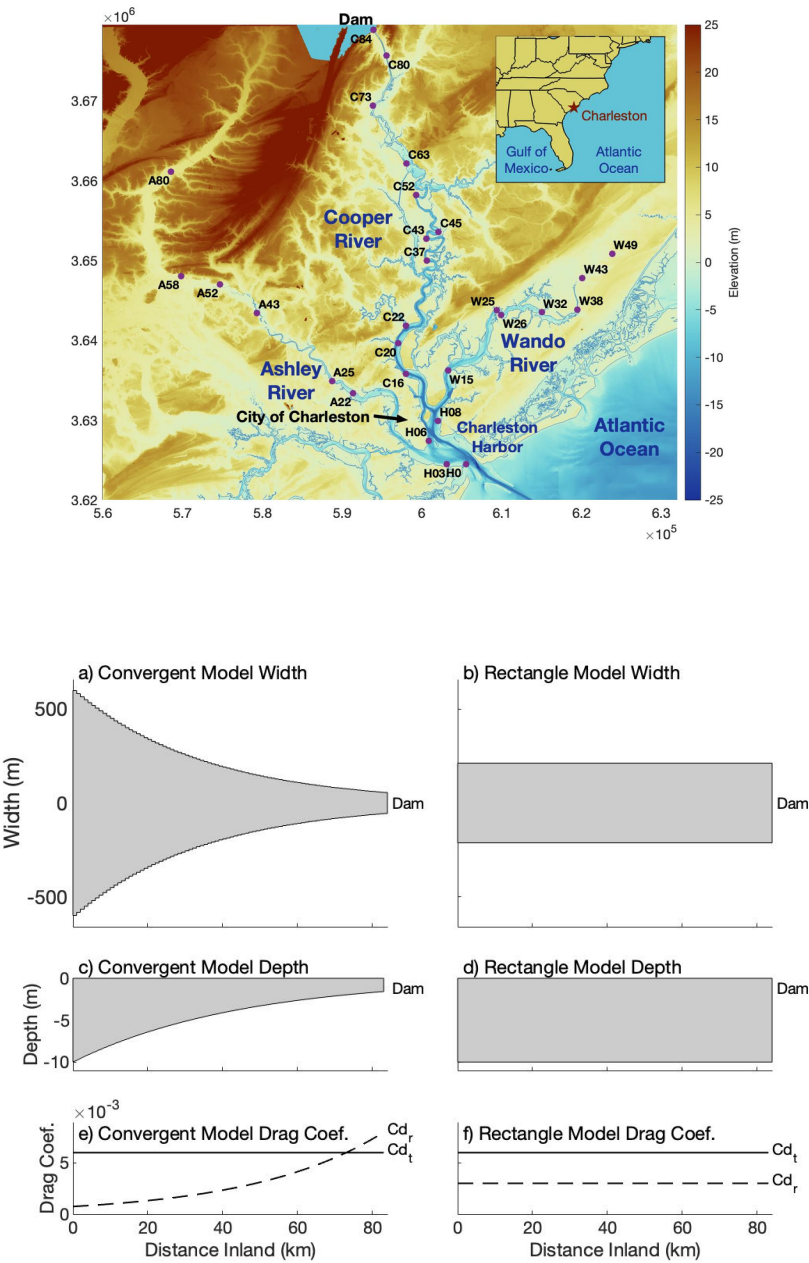 ×10⁶
Dam
C84
C80
3.67
C73
C63
A80
3.66
C52
Cooper
River
C45
C43
3.65
C37
A58
A52
A43
W49
W43
W25
W32
W38
W26
C22
3.64
C20
Wando
River
Ashley
River
A25
C16
W15
A22
City of Charleston
H08
3.63
H06
Charleston
Harbor
Atlantic
Ocean
H03
H0
3.62
5.6 5.7 5.8 5.9 6 6.1 6.2 6.3
×10⁵
Charleston
Gulf of
Mexico
Atlantic
Ocean
25
20
15
10
5
0
-5
-10
-15
-20
-25
Elevation (m)
a) Convergent Model Width
500
0
-500
Width (m)
Dam
b) Rectangle Model Width
Dam
c) Convergent Model Depth
0
-5
-10
Depth (m)
Dam
d) Rectangle Model Depth
Dam
×10⁻³
e) Convergent Model Drag Coef.
5
0
Drag Coef.
Cdᵣ
Cdₜ
0 20 40 60 80
Distance Inland (km)
f) Rectangle Model Drag Coef.
Cdₜ
Cdᵣ
0 20 40 60 80
Distance Inland (km)